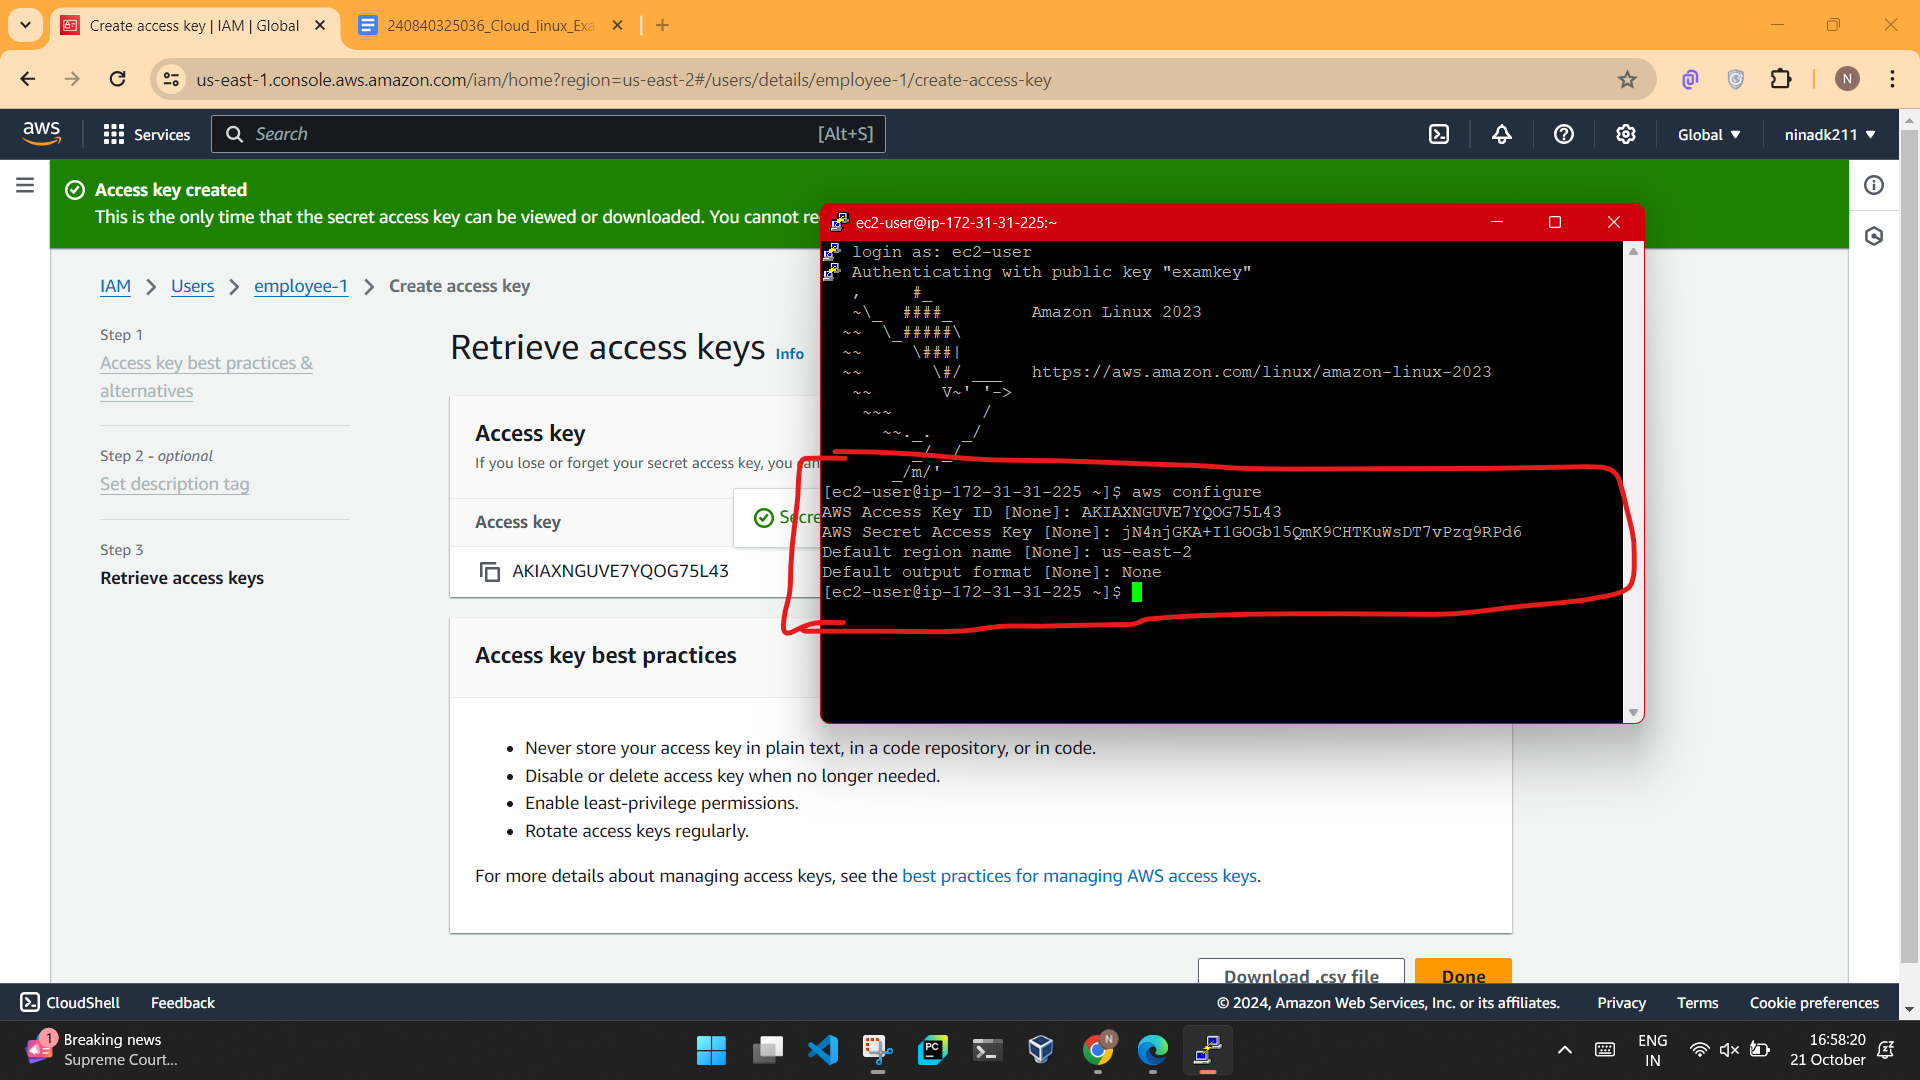 Create access key | IAM | Global
240840325036_Cloud_linux_Exa
us-east-1.console.aws.amazon.com/iam/home?region=us-east-2#/users/details/employee-1/create-access-key
N
aws
Services
Search
[Alt+S]
Global
ninadk211
Access key created
This is the only time that the secret access key can be viewed or downloaded. You cannot re
IAM
Users
employee-1
Create access key
Step 1
Access key best practices &
alternatives
Step 2 - optional
Set description tag
Step 3
Retrieve access keys
Retrieve access keys
Info
Access key
If you lose or forget your secret access key, you can
Access key
Secre
AKIAXNGUVE7YQOG75L43
ec2-user@ip-172-31-31-225:~
login as: ec2-user
Authenticating with public key "examkey"
   ,     #_
   ~\_  ####_        Amazon Linux 2023
  ~~  \_#####\
  ~~     \###|
  ~~       \#/ ___   https://aws.amazon.com/linux/amazon-linux-2023
   ~~       V~' '->
    ~~~         /
      ~~._.   _/
         _/ _/
       _/m/'
[ec2-user@ip-172-31-31-225 ~]$ aws configure
AWS Access Key ID [None]: AKIAXNGUVE7YQOG75L43
AWS Secret Access Key [None]: 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
Default region name [None]: us-east-2
Default output format [None]: None
[ec2-user@ip-172-31-31-225 ~]$
Access key best practices
Never store your access key in plain text, in a code repository, or in code.
Disable or delete access key when no longer needed.
Enable least-privilege permissions.
Rotate access keys regularly.
For more details about managing access keys, see the best practices for managing AWS access keys.
Download .csv file
Done
CloudShell
Feedback
© 2024, Amazon Web Services, Inc. or its affiliates.
Privacy
Terms
Cookie preferences
1
Breaking news
Supreme Court...
PC
N
ENG
IN
16:58:20
21 October